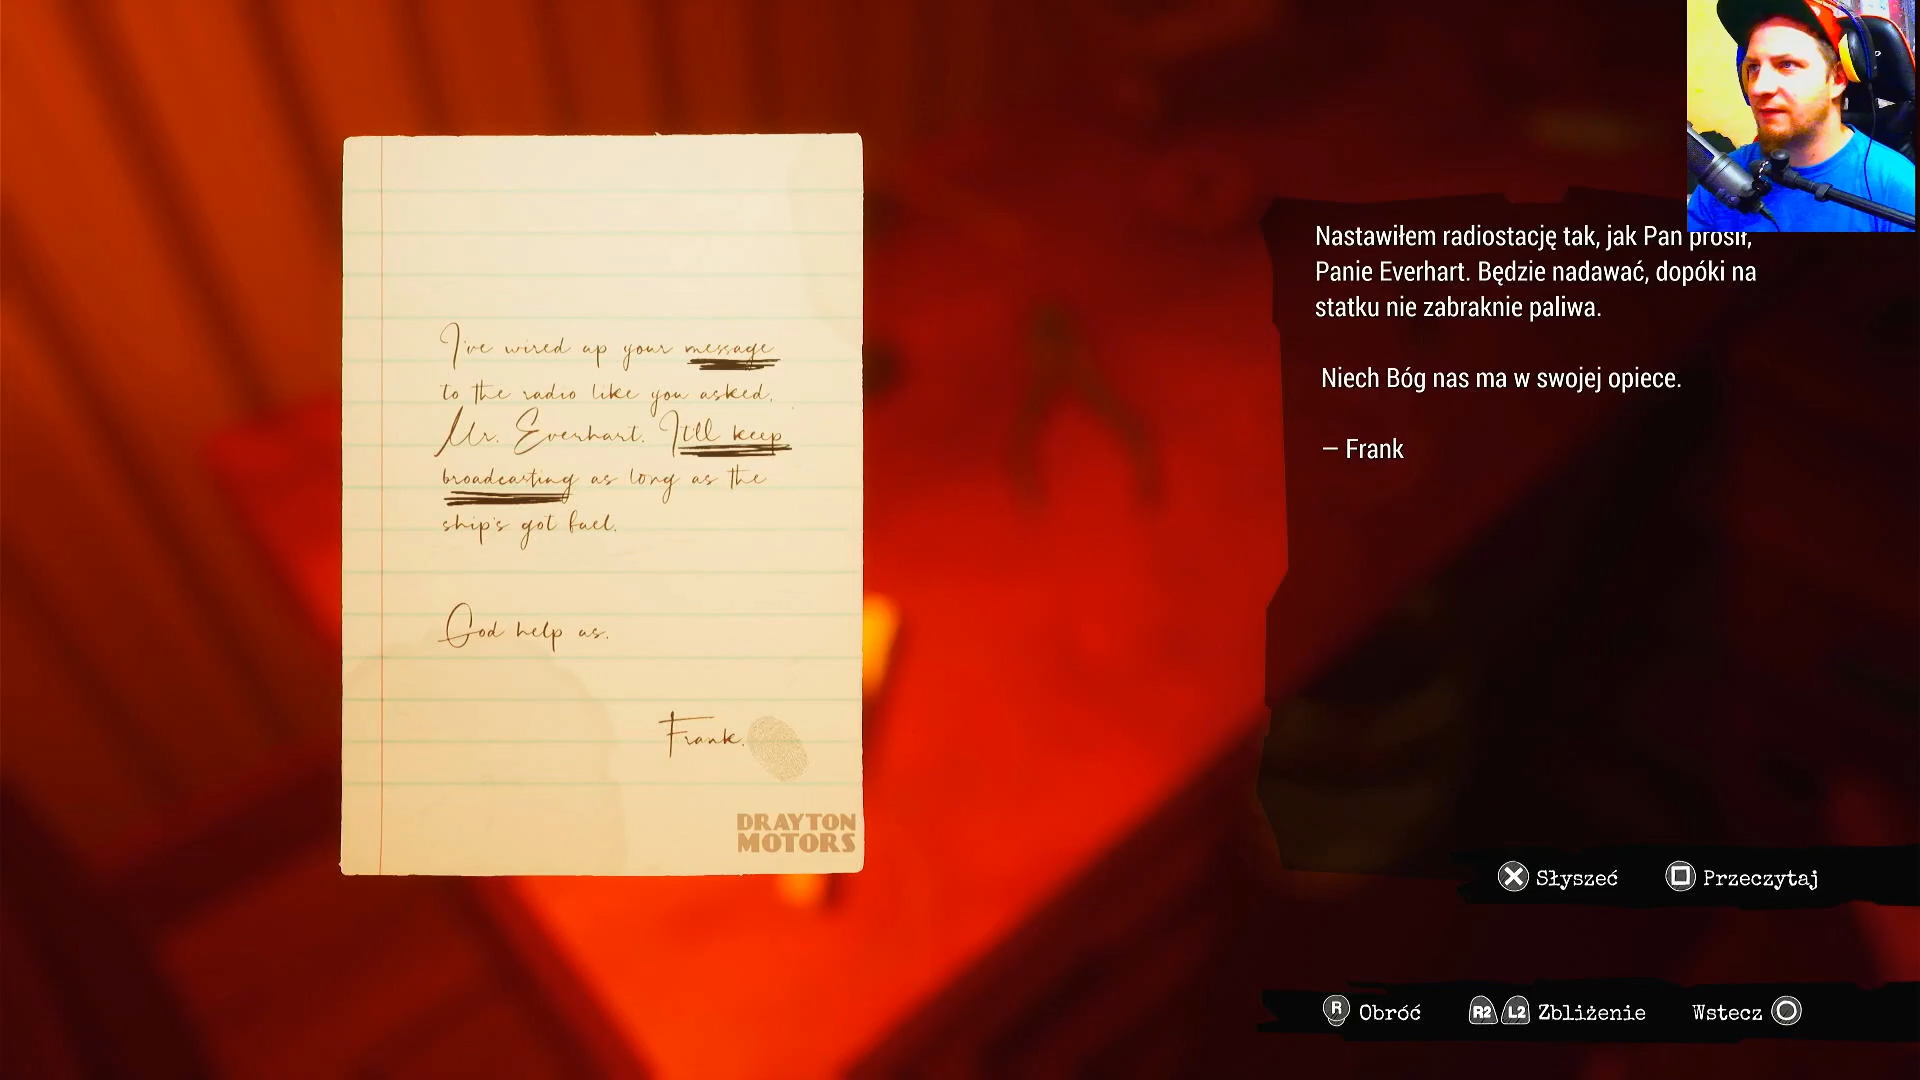 I've wired up your message
to the radio like you asked,
Mr. Everhart. It'll keep
broadcasting as long as the
ship's got fuel.
God help us.
Frank.
DRAYTON
MOTORS
Nastawiłem radiostację tak, jak Pan prosił,
Panie Everhart. Będzie nadawać, dopóki na
statku nie zabraknie paliwa.
Niech Bóg nas ma w swojej opiece.
– Frank
Słyszeć Przeczytaj
R Obróć R2 L2 Zbliżenie Wstecz